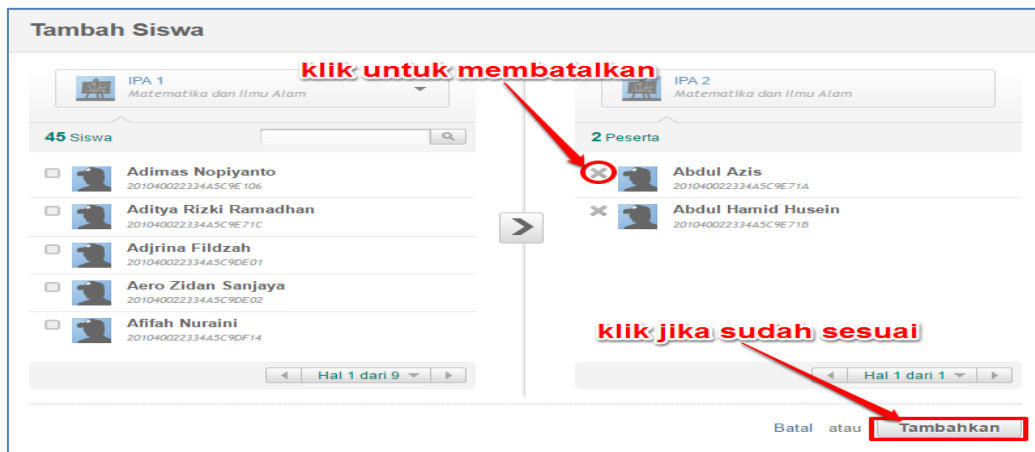 Tambah Siswa
klik untuk membatalkan
IPA 1
Matematika dan Ilmu Alam
45 Siswa
Adimas Nopiyanto
201040022334A5C9E106
Aditya Rizki Ramadhan
201040022334A5C9E71C
Adjrina Fildzah
201040022334A5C9DE01
Aero Zidan Sanjaya
201040022334A5C9DE02
Afifah Nuraini
201040022334A5C9DF14
Hal 1 dari 9
IPA 2
Matematika dan Ilmu Alam
2 Peserta
Abdul Azis
201040022334A5C9E71A
Abdul Hamid Husein
201040022334A5C9E71B
klik jika sudah sesuai
Hal 1 dari 1
Batal atau Tambahkan